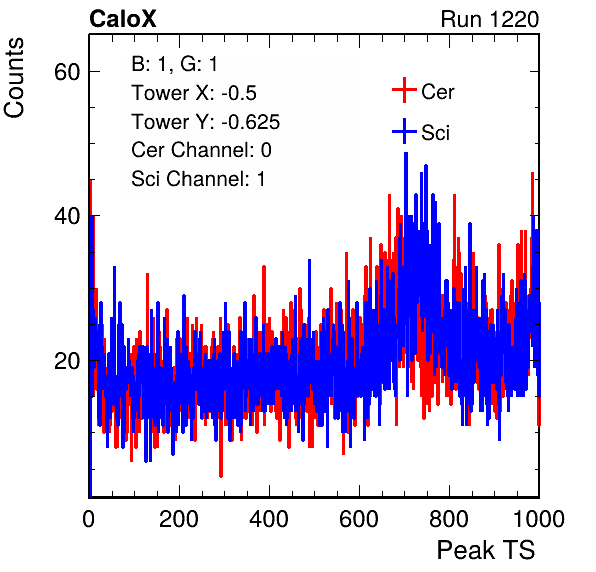 CaloX Run 1220
Counts
B: 1, G: 1
Tower X: -0.5
Tower Y: -0.625
Cer Channel: 0
Sci Channel: 1
Cer
Sci
60
40
20
0 200 400 600 800 1000
Peak TS